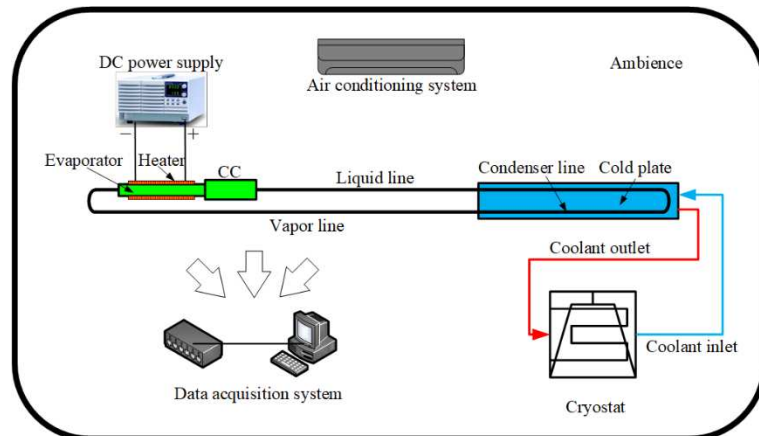 DC power supply
Air conditioning system
Ambience
− +
Evaporator
Heater
CC
Liquid line
Condenser line
Cold plate
Vapor line
Coolant outlet
Coolant inlet
Data acquisition system
Cryostat